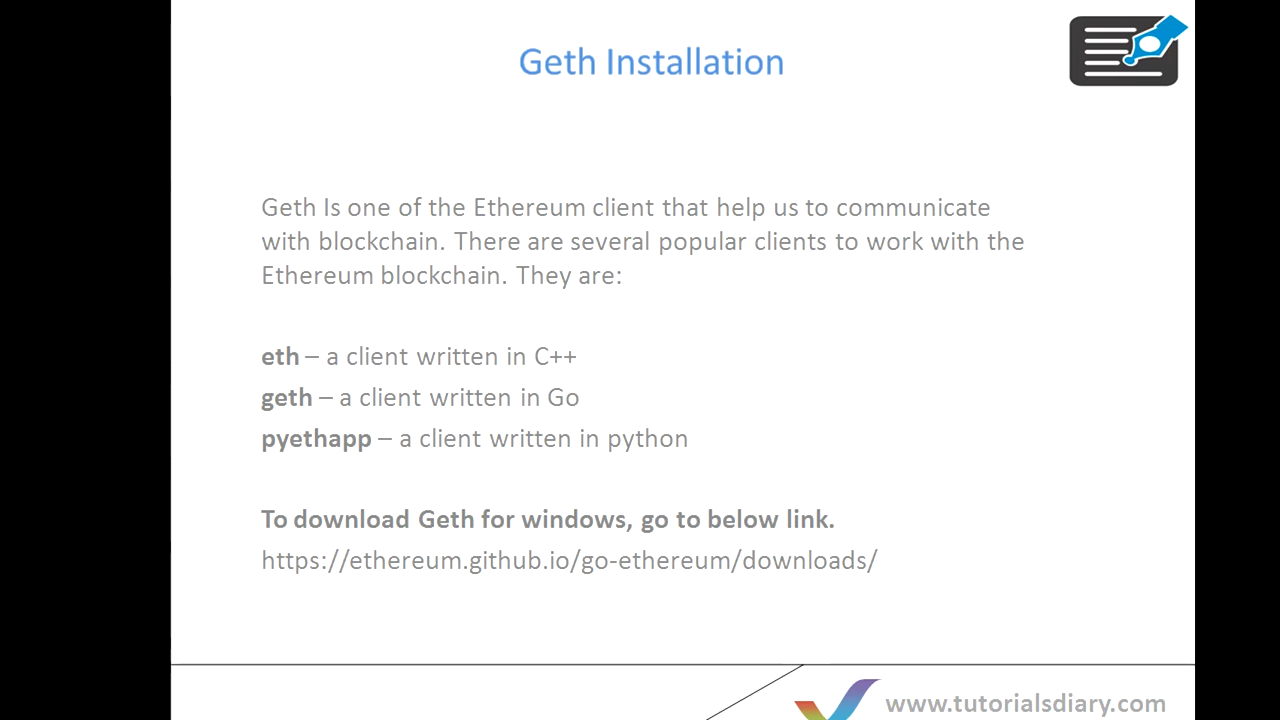 Geth Installation
Geth Is one of the Ethereum client that help us to communicate
with blockchain. There are several popular clients to work with the
Ethereum blockchain. They are:
eth – a client written in C++
geth – a client written in Go
pyethapp – a client written in python
To download Geth for windows, go to below link.
https://ethereum.github.io/go-ethereum/downloads/
www.tutorialsdiary.com